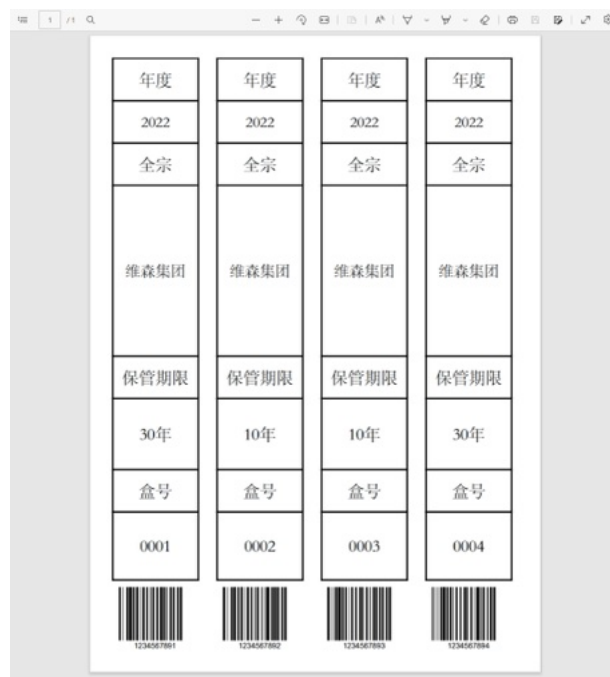 1 /1
年度 年度 年度 年度
2022 2022 2022 2022
全宗 全宗 全宗 全宗
维森集团 维森集团 维森集团 维森集团
保管期限 保管期限 保管期限 保管期限
30年 10年 10年 30年
盒号 盒号 盒号 盒号
0001 0002 0003 0004
1234567891 1234567892 1234567893 1234567894